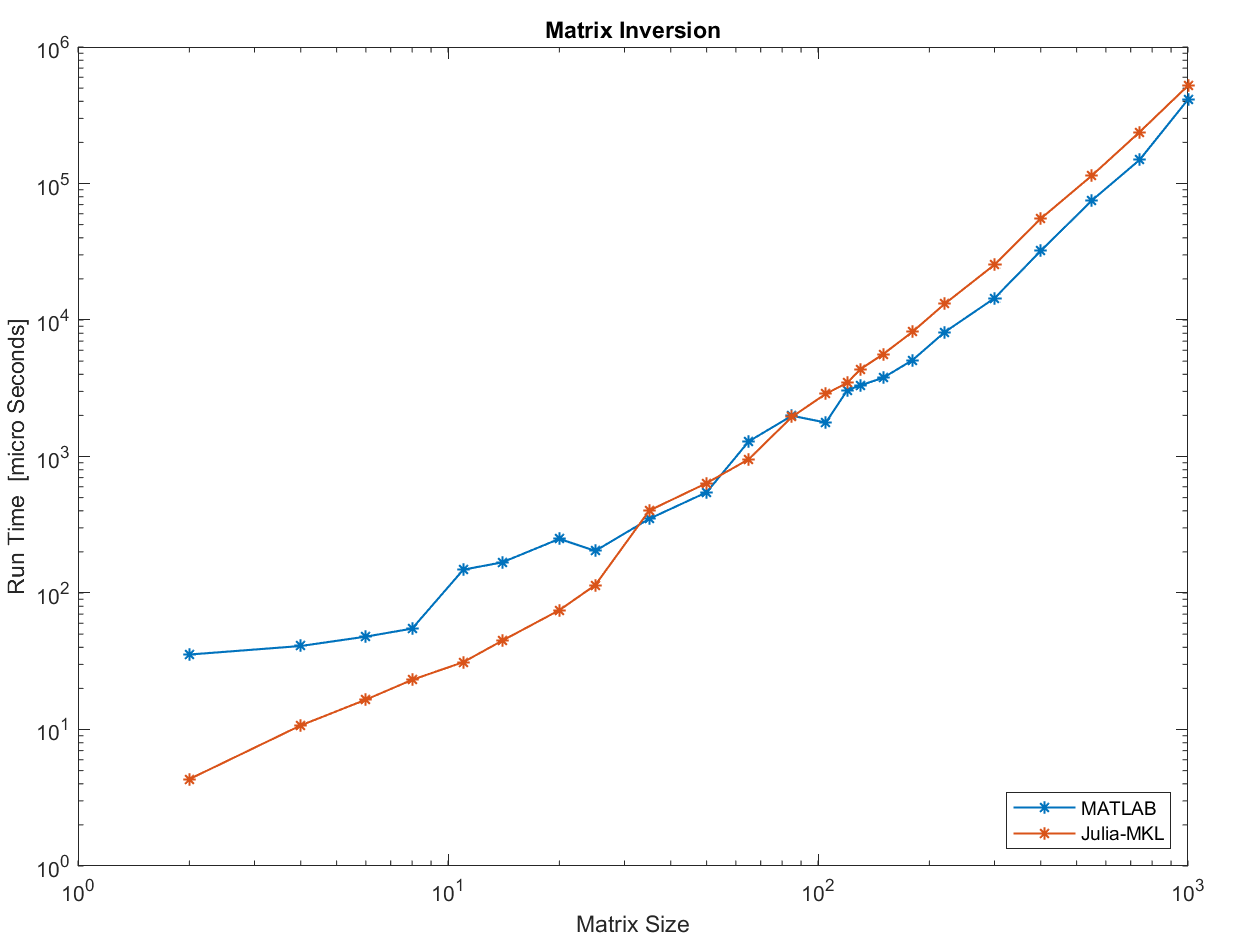 Matrix Inversion
10^6
10^5
10^4
10^3
10^2
10^1
10^0
Run Time [micro Seconds]
10^0
10^1
10^2
10^3
Matrix Size
MATLAB
Julia-MKL